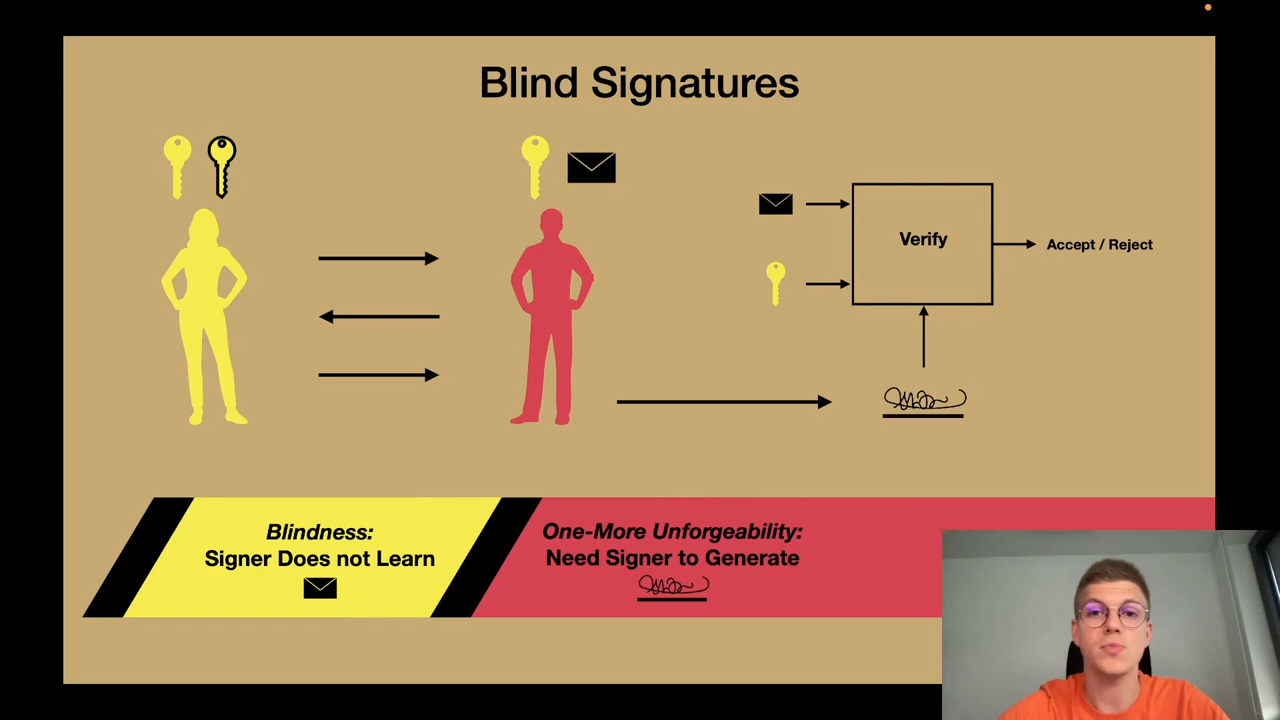 Blind Signatures
Verify
Accept / Reject
Blindness:
Signer Does not Learn
One-More Unforgeability:
Need Signer to Generate